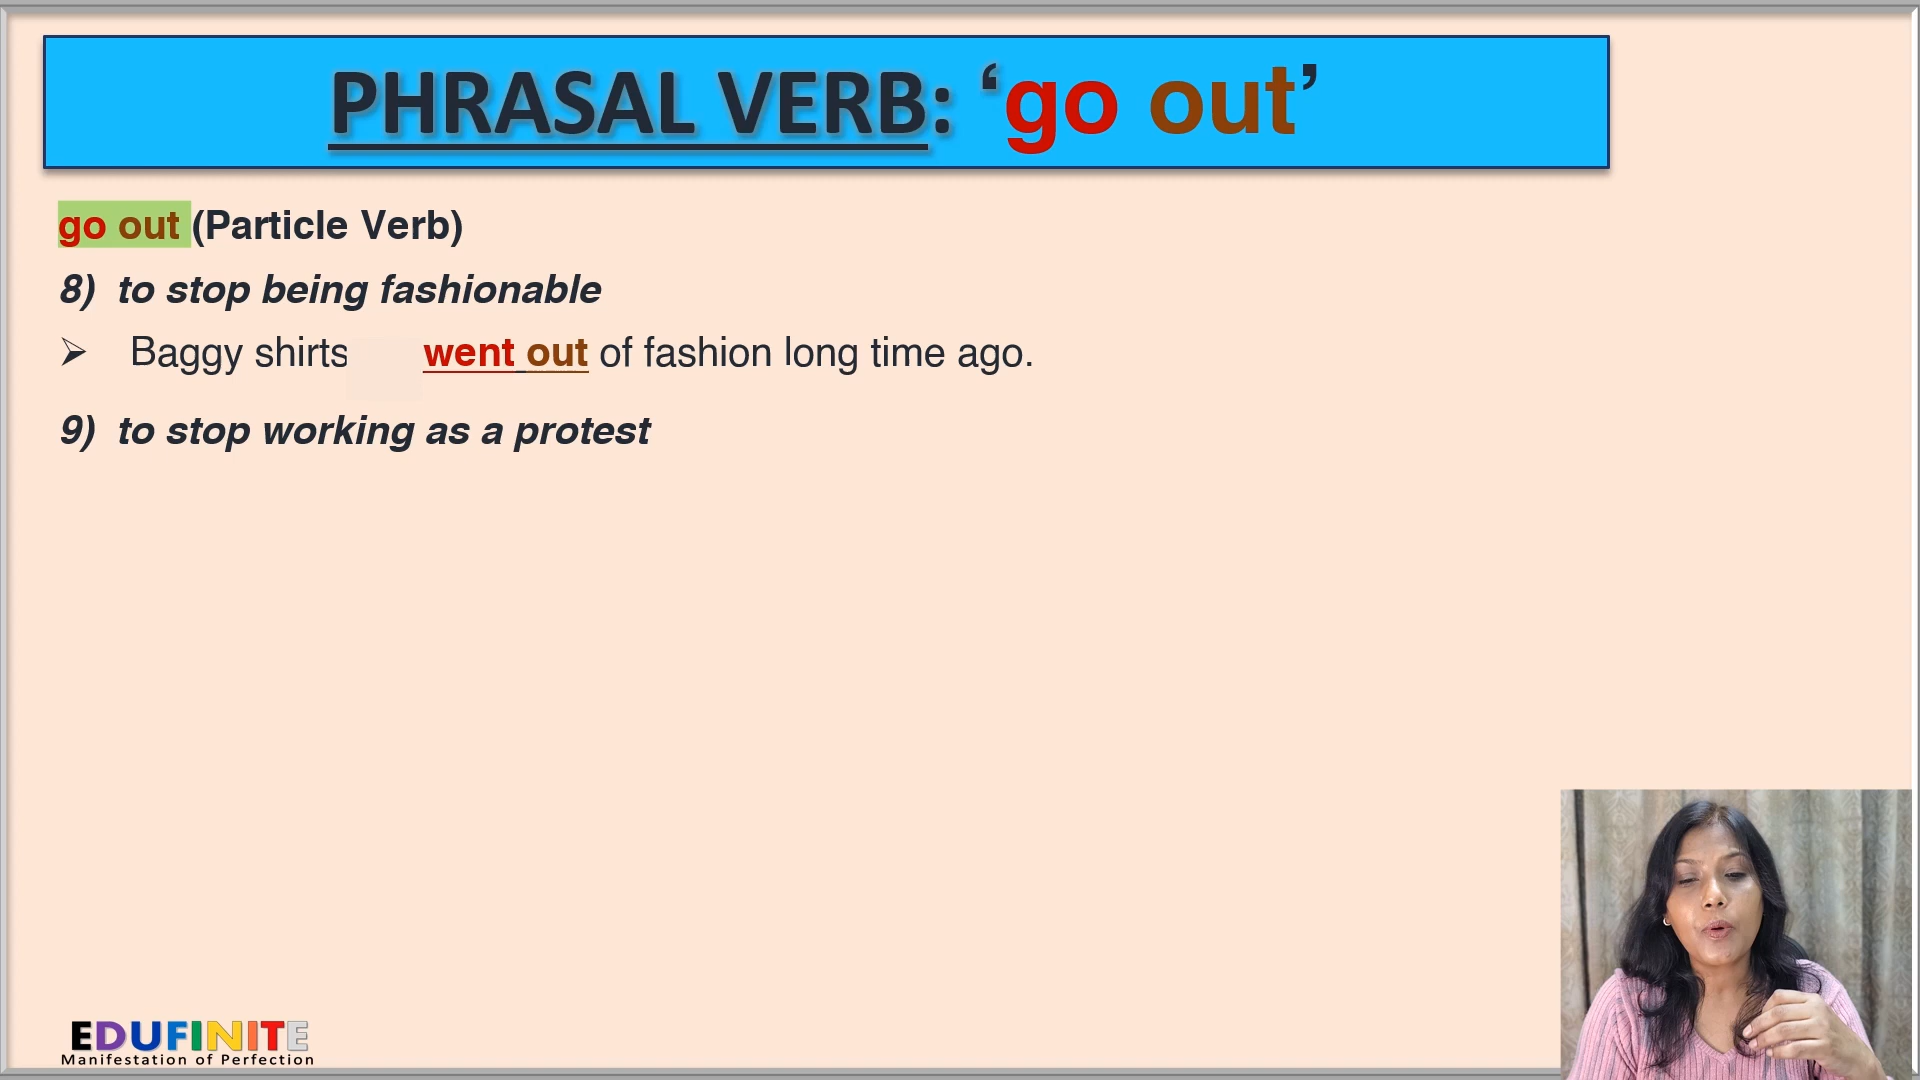 PHRASAL VERB: ‘go out’
go out (Particle Verb)
8) to stop being fashionable
➢ Baggy shirts went out of fashion long time ago.
9) to stop working as a protest
EDUFINITE
Manifestation of Perfection